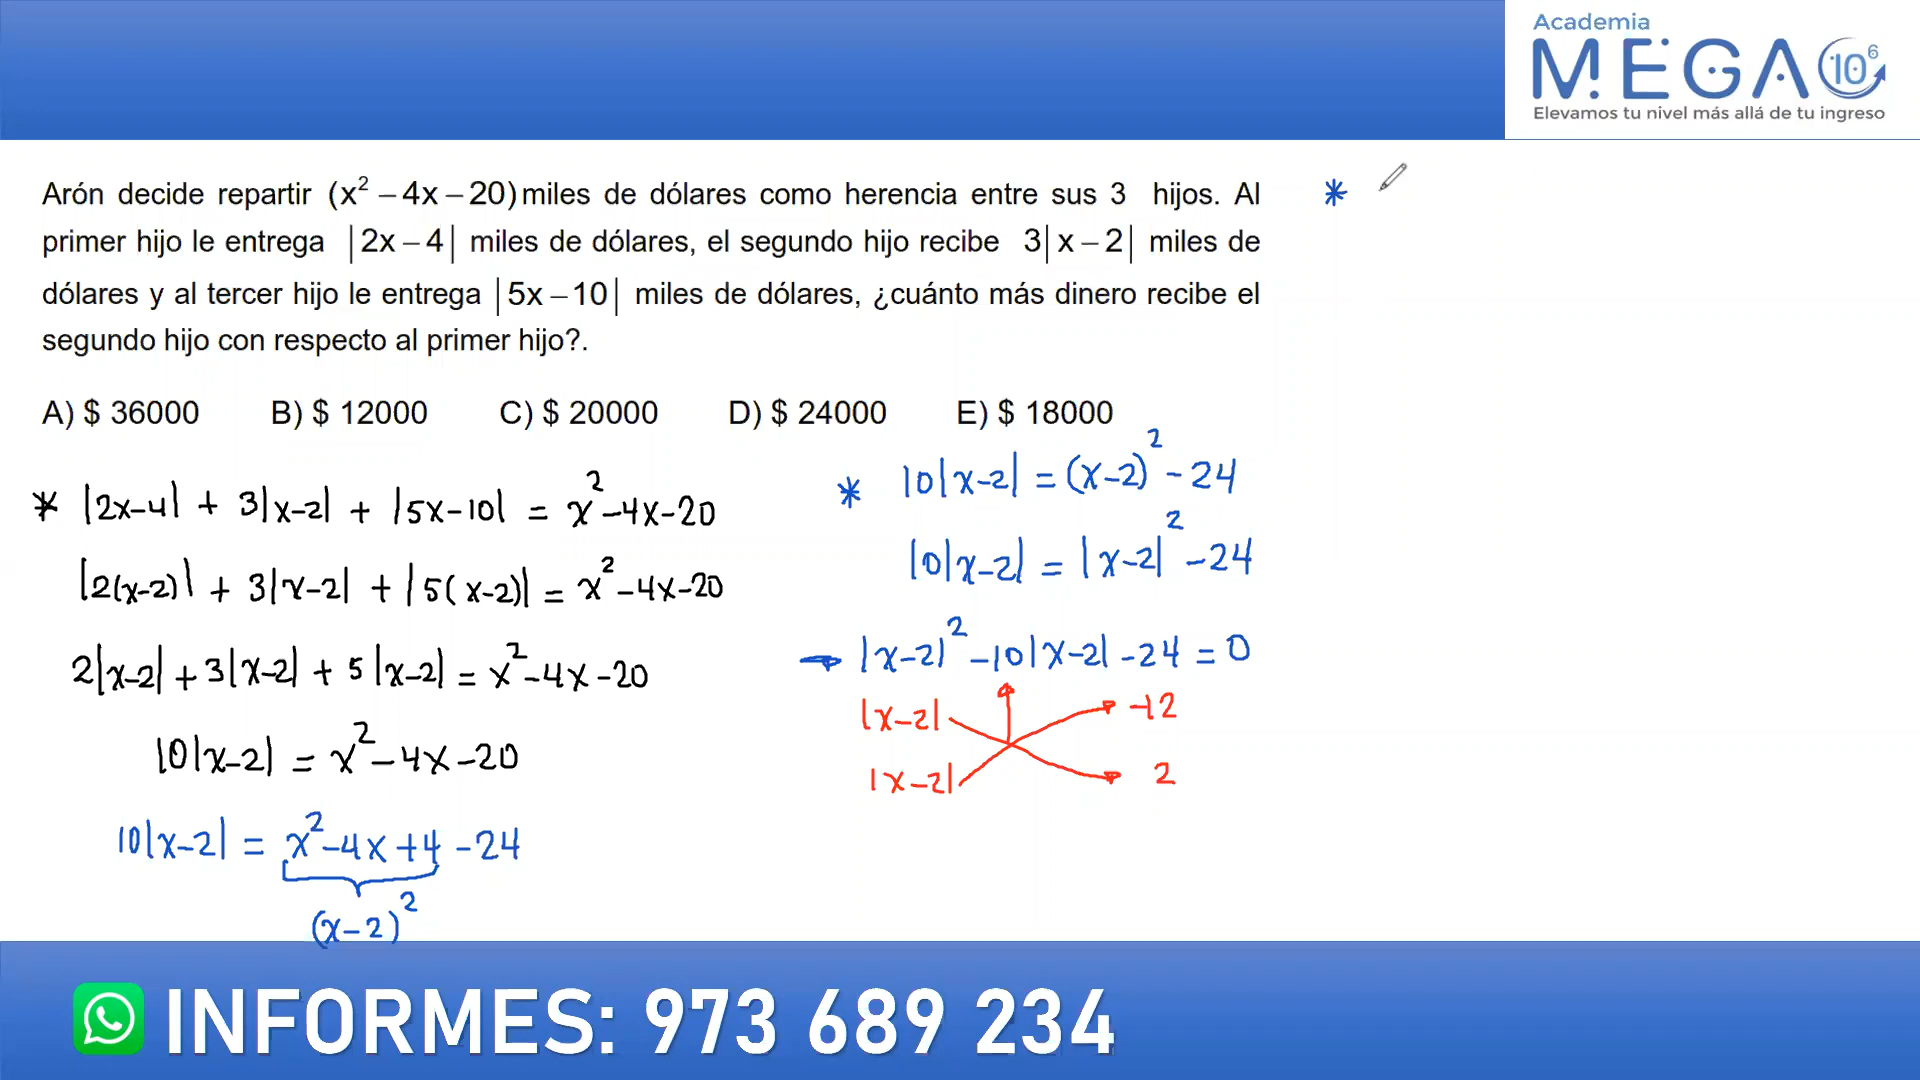 Academia
MEGA 10⁶
Elevamos tu nivel más allá de tu ingreso
Arón decide repartir (x² – 4x – 20) miles de dólares como herencia entre sus 3 hijos. Al
primer hijo le entrega |2x – 4| miles de dólares, el segundo hijo recibe 3|x – 2| miles de
dólares y al tercer hijo le entrega |5x – 10| miles de dólares, ¿cuánto más dinero recibe el
segundo hijo con respecto al primer hijo?.
A) $ 36000 B) $ 12000 C) $ 20000 D) $ 24000 E) $ 18000
* |2x-4| + 3|x-2| + |5x-10| = x²-4x-20
|2(x-2)| + 3|x-2| + |5(x-2)| = x²-4x-20
2|x-2| + 3|x-2| + 5|x-2| = x²-4x-20
10|x-2| = x²-4x-20
10|x-2| = x²-4x+4-24
(x-2)²
* 10|x-2| = (x-2)²-24
10|x-2| = |x-2|²-24
→ |x-2|²-10|x-2|-24 = 0
|x-2| -12
|x-2| 2
*
INFORMES: 973 689 234